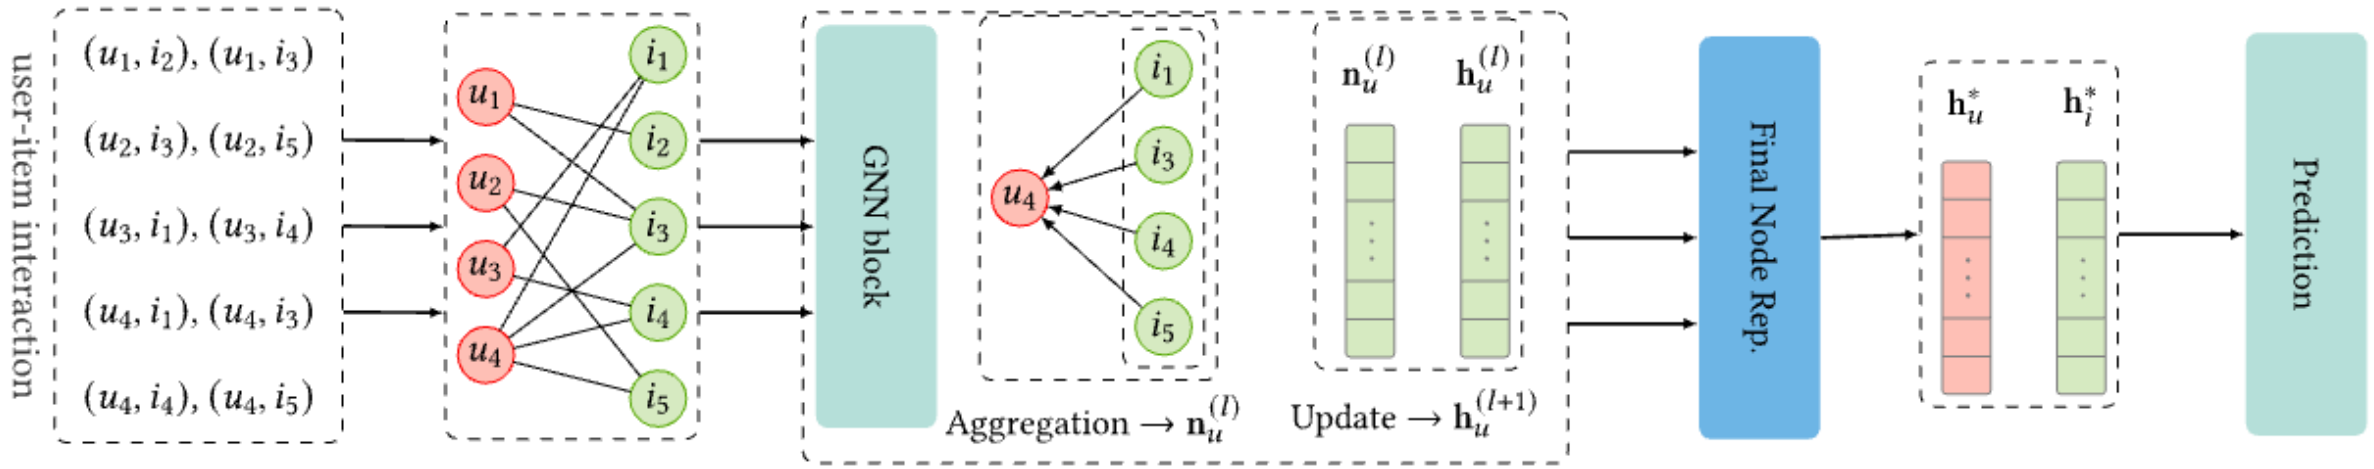 user-item interaction
(u₁, i₂), (u₁, i₃)
(u₂, i₃), (u₂, i₅)
(u₃, i₁), (u₃, i₄)
(u₄, i₁), (u₄, i₃)
(u₄, i₄), (u₄, i₅)
u₁
u₂
u₃
u₄
i₁
i₂
i₃
i₄
i₅
GNN block
u₄
i₁
i₃
i₄
i₅
Aggregation → n_u^(l)
n_u^(l) h_u^(l)
Update → h_u^(l+1)
Final Node Rep.
h_u^* h_i^*
Prediction